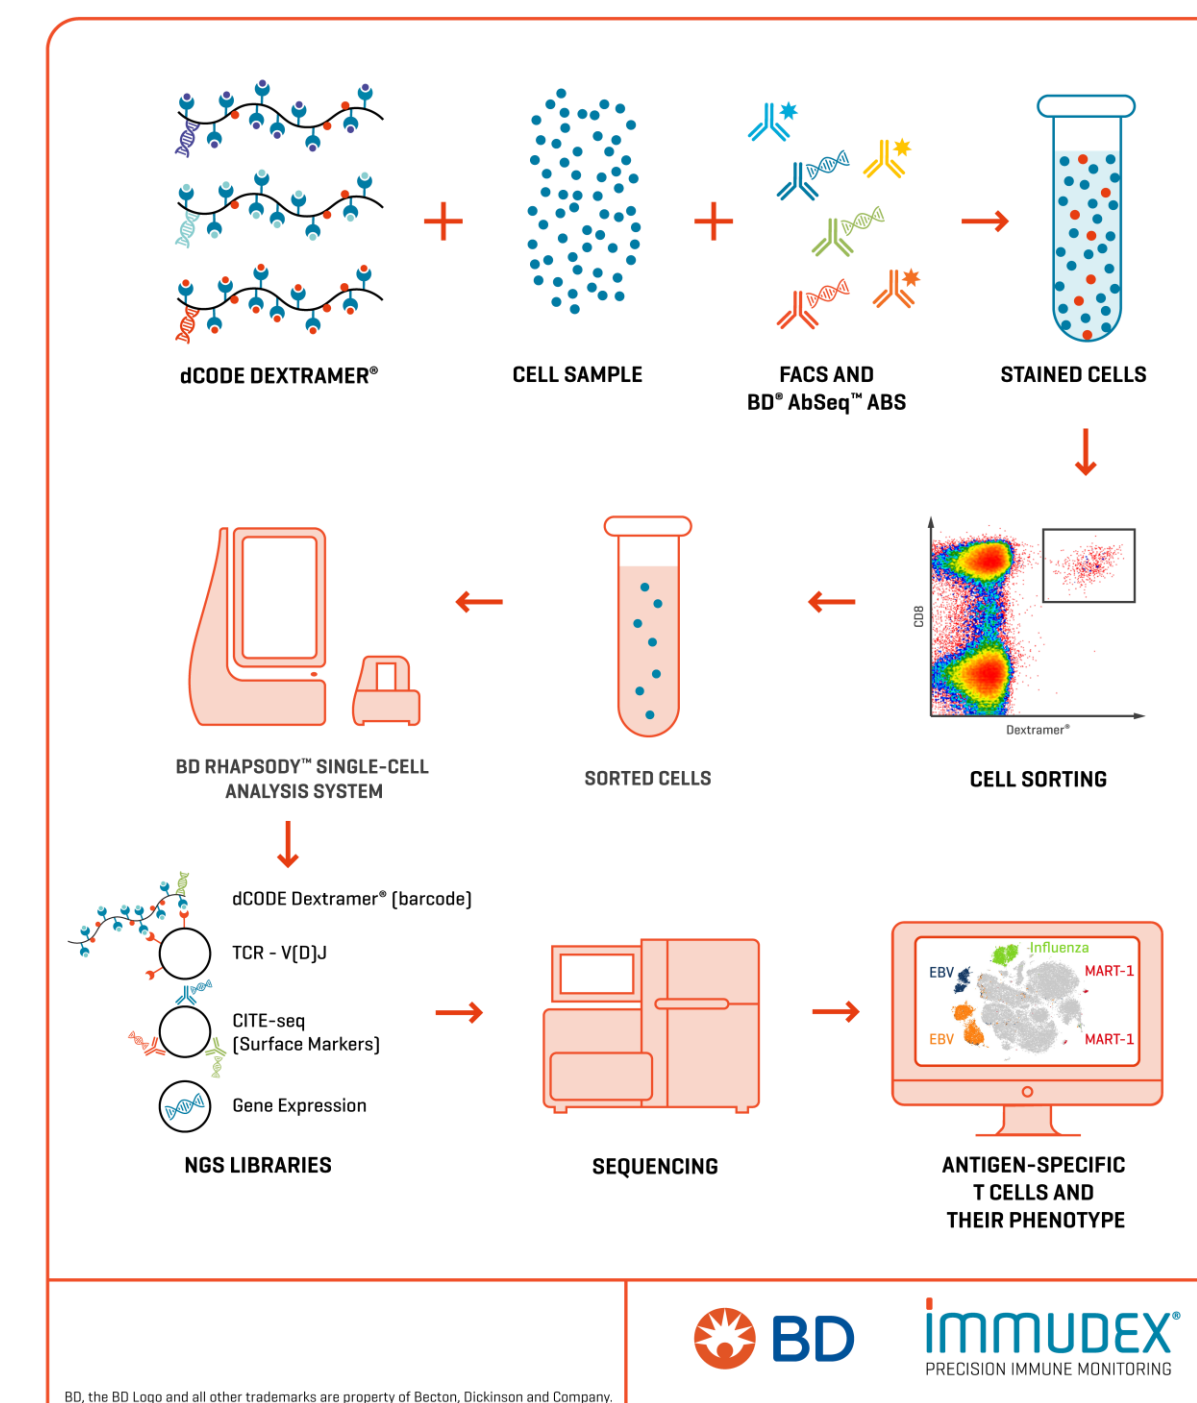 dCODE DEXTRAMER®
CELL SAMPLE
FACS AND
BD® AbSeq™ ABS
STAINED CELLS
CD8
Dextramer®
CELL SORTING
SORTED CELLS
BD RHAPSODY™ SINGLE-CELL
ANALYSIS SYSTEM
dCODE Dextramer® (barcode)
TCR - V(D)J
CITE-seq
(Surface Markers)
Gene Expression
NGS LIBRARIES
SEQUENCING
Influenza
EBV
MART-1
EBV
MART-1
ANTIGEN-SPECIFIC
T CELLS AND
THEIR PHENOTYPE
BD
immUDEX®
PRECISION IMMUNE MONITORING
BD, the BD Logo and all other trademarks are property of Becton, Dickinson and Company.